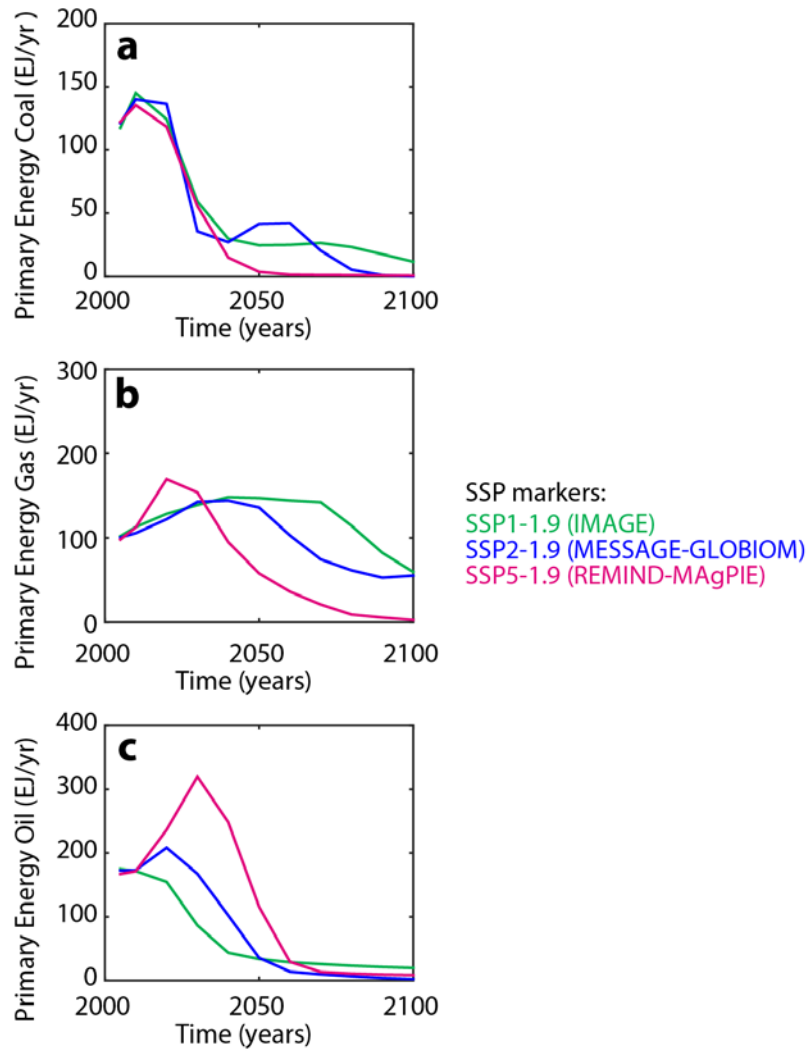 a
Primary Energy Coal (EJ/yr )
200
150
100
50
0
2000
2050
2100
Time (years)
b
Primary Energy Gas (EJ/yr)
300
200
100
0
2000
2050
2100
Time (years)
SSP markers:
SSP1-1.9 (IMAGE)
SSP2-1.9 (MESSAGE-GLOBIOM)
SSP5-1.9 (REMIND-MAgPIE)
c
Primary Energy Oil (EJ/yr)
400
300
200
100
0
2000
2050
2100
Time (years)